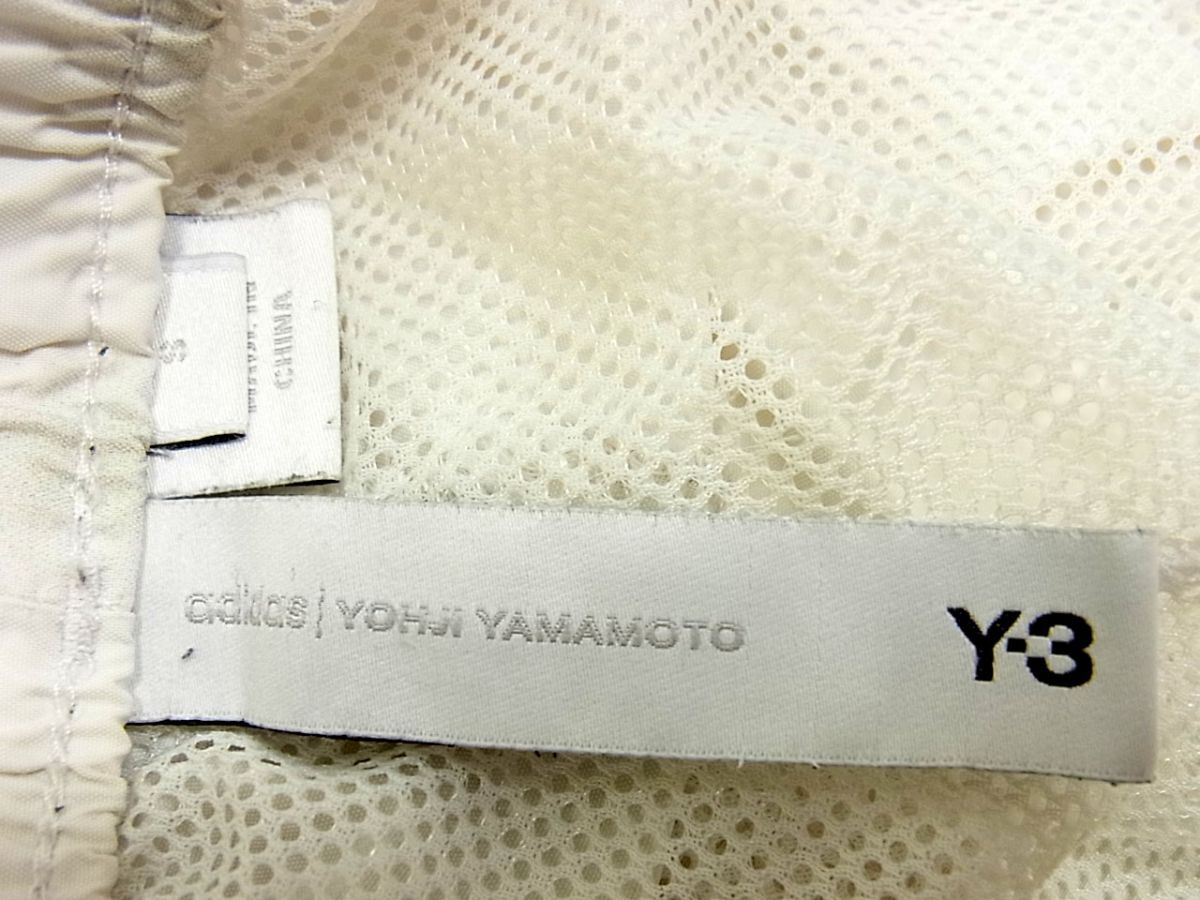 adidas | YOHJI YAMAMOTO
Y-3
CHINA
S